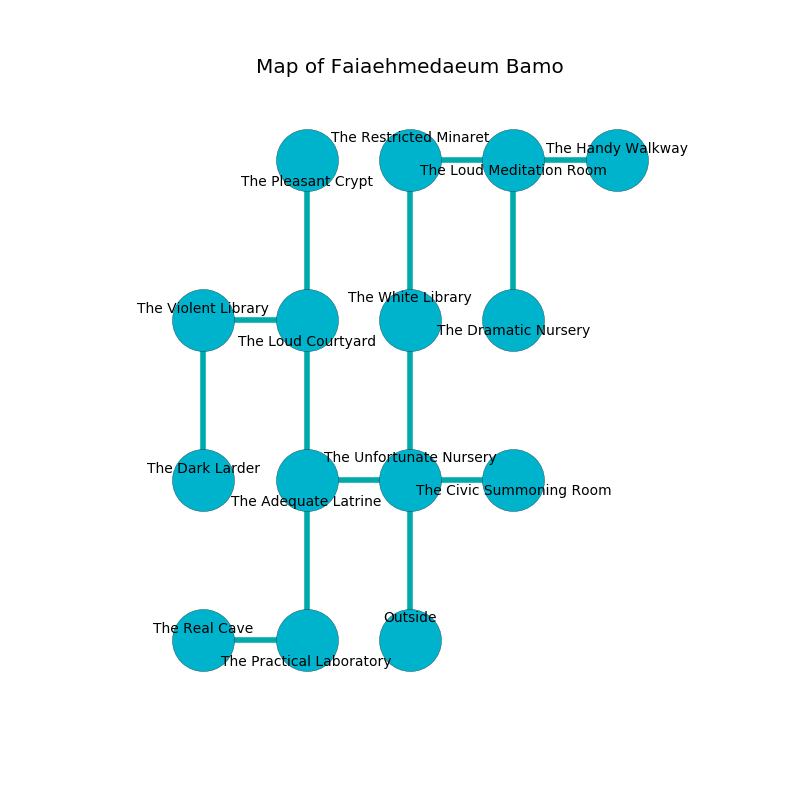 Map of Faiaehmedaeum Bamo
The Restricted Minaret
The Handy Walkway
The Loud Meditation Room
The Pleasant Crypt
The White Library
The Violent Library
The Dramatic Nursery
The Loud Courtyard
The Unfortunate Nursery
The Dark Larder
The Civic Summoning Room
The Adequate Latrine
Outside
The Real Cave
The Practical Laboratory